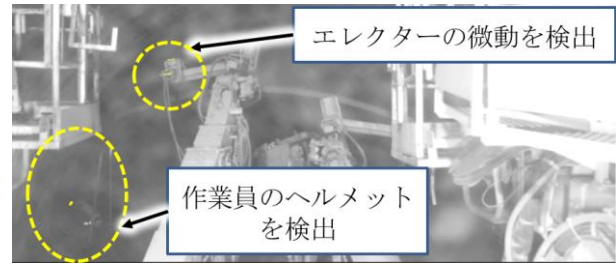 エレクターの微動を検出
作業員のヘルメット
を検出